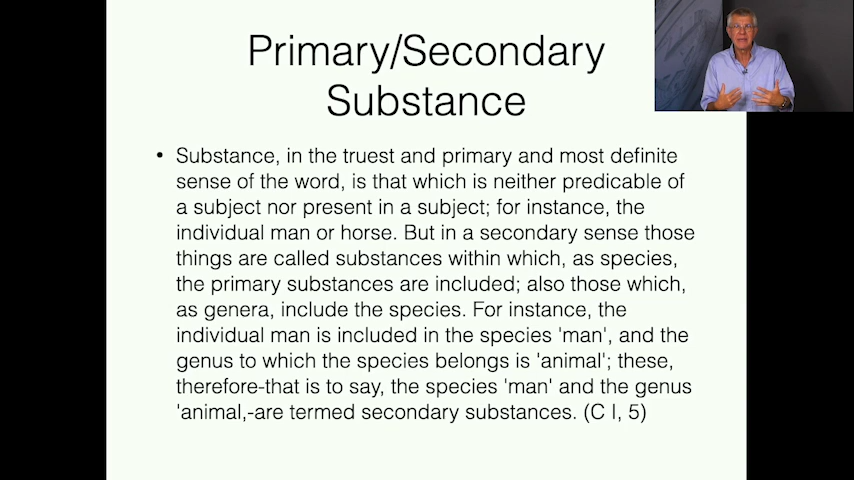 Primary/Secondary
Substance
• Substance, in the truest and primary and most definite
sense of the word, is that which is neither predicable of
a subject nor present in a subject; for instance, the
individual man or horse. But in a secondary sense those
things are called substances within which, as species,
the primary substances are included; also those which,
as genera, include the species. For instance, the
individual man is included in the species 'man', and the
genus to which the species belongs is 'animal'; these,
therefore-that is to say, the species 'man' and the genus
'animal,-are termed secondary substances. (C I, 5)